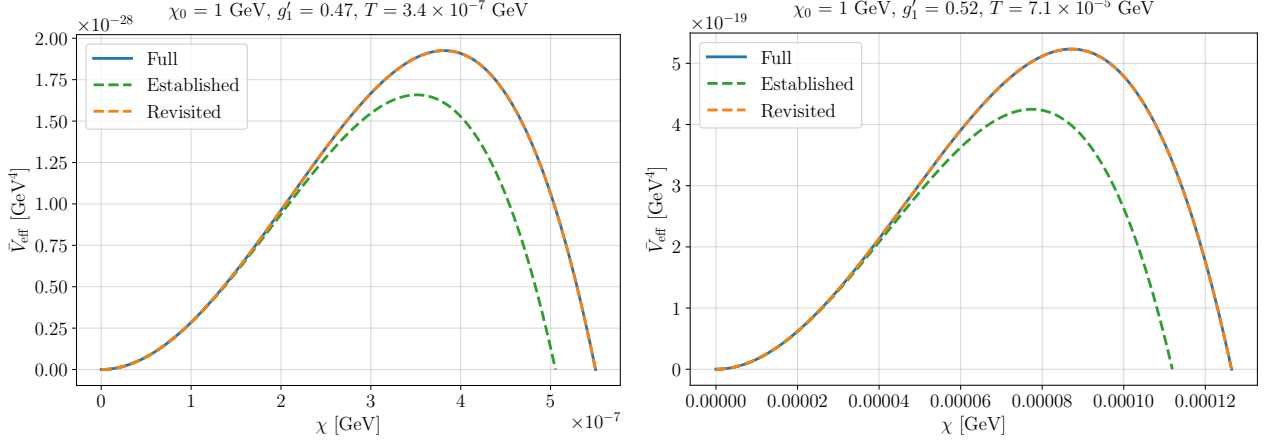 χ₀ = 1 GeV, g′₁ = 0.47, T = 3.4 × 10⁻⁷ GeV
×10⁻²⁸
2.00
1.75
1.50
1.25
1.00
0.75
0.50
0.25
0.00
V̄eff [GeV⁴]
Full
Established
Revisited
0 1 2 3 4 5
×10⁻⁷
χ [GeV]
χ₀ = 1 GeV, g′₁ = 0.52, T = 7.1 × 10⁻⁵ GeV
×10⁻¹⁹
5
4
3
2
1
0
V̄eff [GeV⁴]
Full
Established
Revisited
0.00000 0.00002 0.00004 0.00006 0.00008 0.00010 0.00012
χ [GeV]